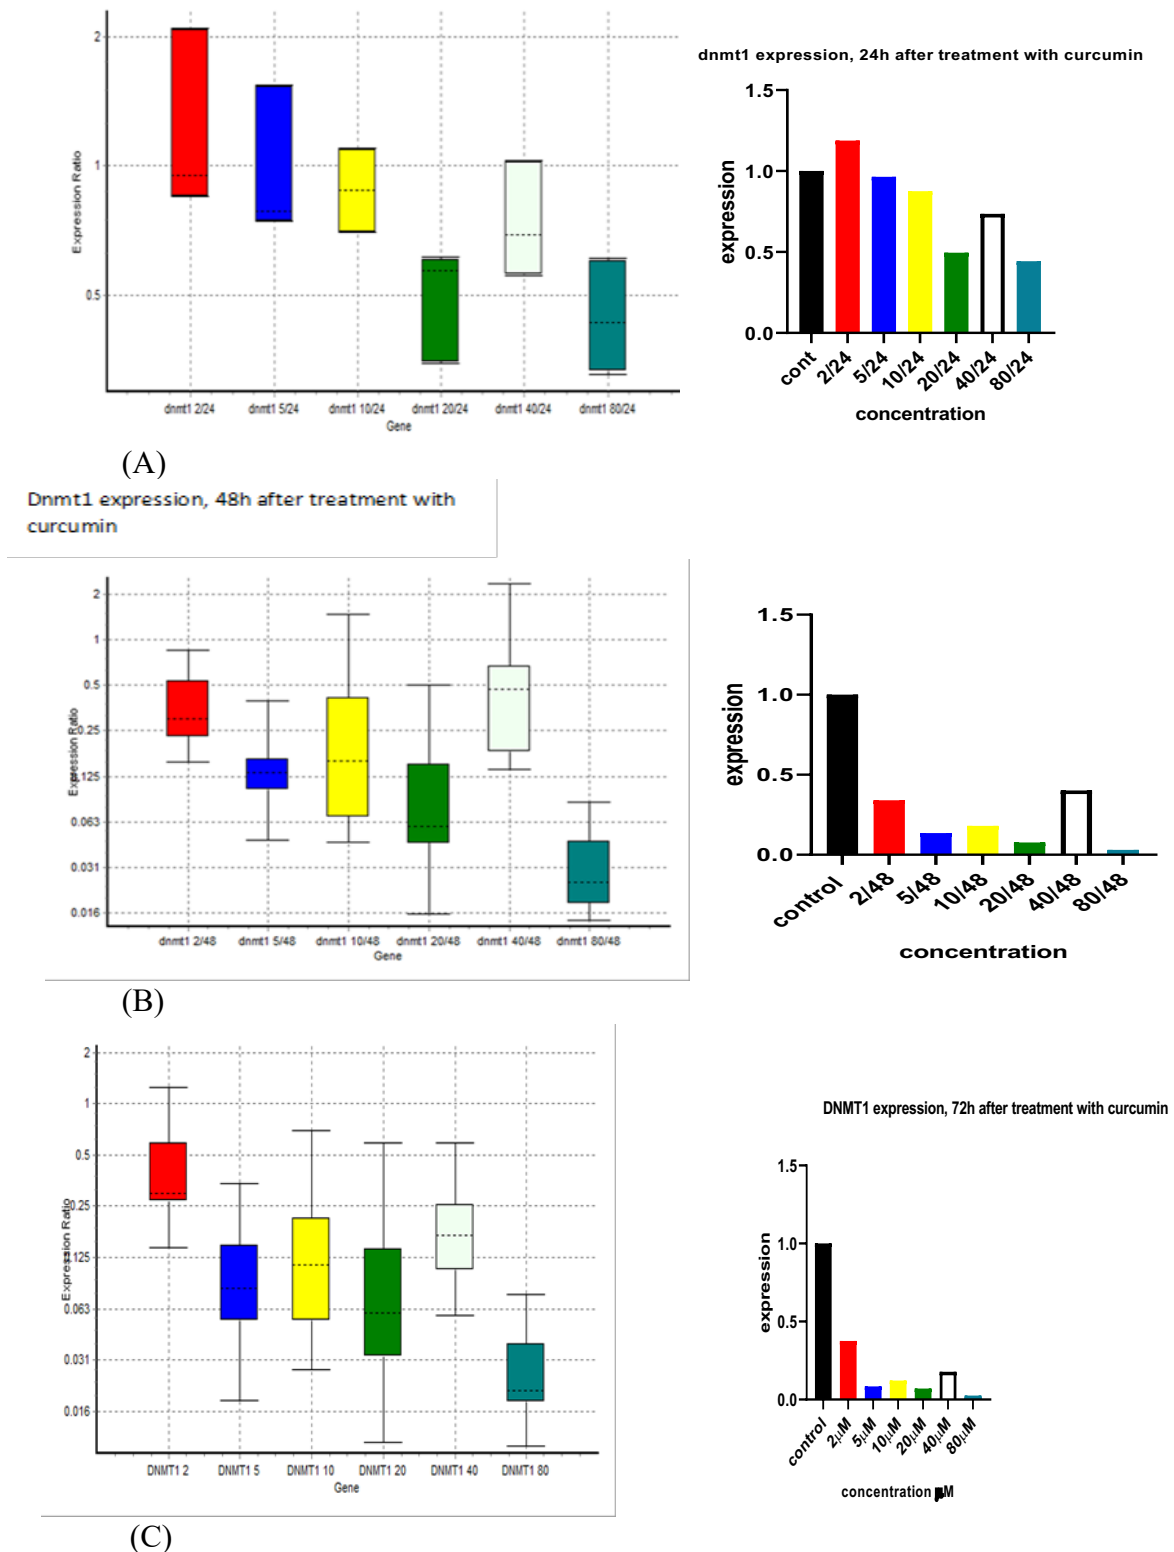 2
1
0.5
Expression Ratio
dnmt1 2/24 dnmt1 5/24 dnmt1 10/24 dnmt1 20/24 dnmt1 40/24 dnmt1 80/24
Gene
dnmt1 expression, 24h after treatment with curcumin
1.5
1.0
0.5
0.0
expression
cont 2/24 5/24 10/24 20/24 40/24 80/24
concentration
(A)
Dnmt1 expression, 48h after treatment with
curcumin
2
1
0.5
0.25
0.125
0.063
0.031
0.016
Expression Ratio
dnmt1 2/48 dnmt1 5/48 dnmt1 10/48 dnmt1 20/48 dnmt1 40/48 dnmt1 80/48
Gene
1.5
1.0
0.5
0.0
expression
control 2/48 5/48 10/48 20/48 40/48 80/48
concentration
(B)
2
1
0.5
0.25
0.125
0.063
0.031
0.016
Expression Ratio
DNMT1 2 DNMT1 5 DNMT1 10 DNMT1 20 DNMT1 40 DNMT1 80
Gene
DNMT1 expression, 72h after treatment with curcumin
1.5
1.0
0.5
0.0
expression
control 2μM 5μM 10μM 20μM 40μM 80μM
concentration μM
(C)